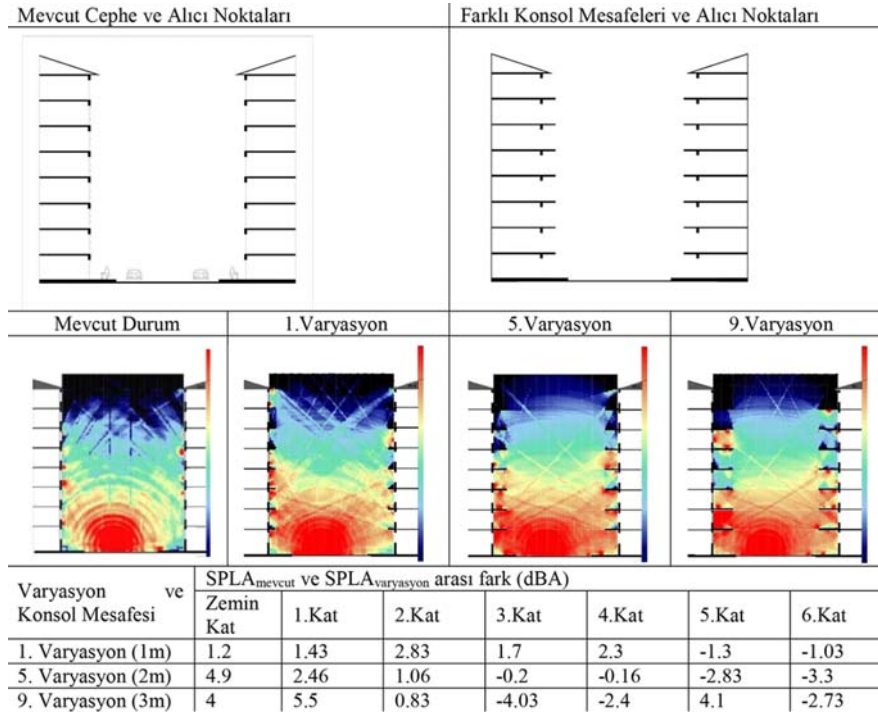 Mevcut Cephe ve Alıcı Noktaları
Farklı Konsol Mesafeleri ve Alıcı Noktaları
Mevcut Durum
1.Varyasyon
5.Varyasyon
9.Varyasyon
Varyasyon ve Konsol Mesafesi
SPLAmevcut ve SPLAvaryasyon arası fark (dBA)
Zemin Kat
1.Kat
2.Kat
3.Kat
4.Kat
5.Kat
6.Kat
1. Varyasyon (1m) 1.2 1.43 2.83 1.7 2.3 -1.3 -1.03
5. Varyasyon (2m) 4.9 2.46 1.06 -0.2 -0.16 -2.83 -3.3
9. Varyasyon (3m) 4 5.5 0.83 -4.03 -2.4 4.1 -2.73